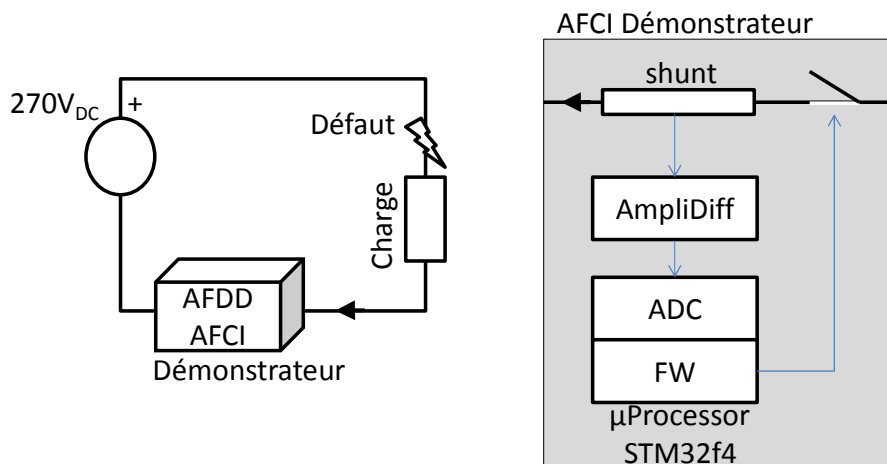 270V_DC
+
Défaut
Charge
AFDD
AFCI
Démonstrateur
AFCI Démonstrateur
shunt
AmpliDiff
ADC
FW
µProcessor
STM32f4